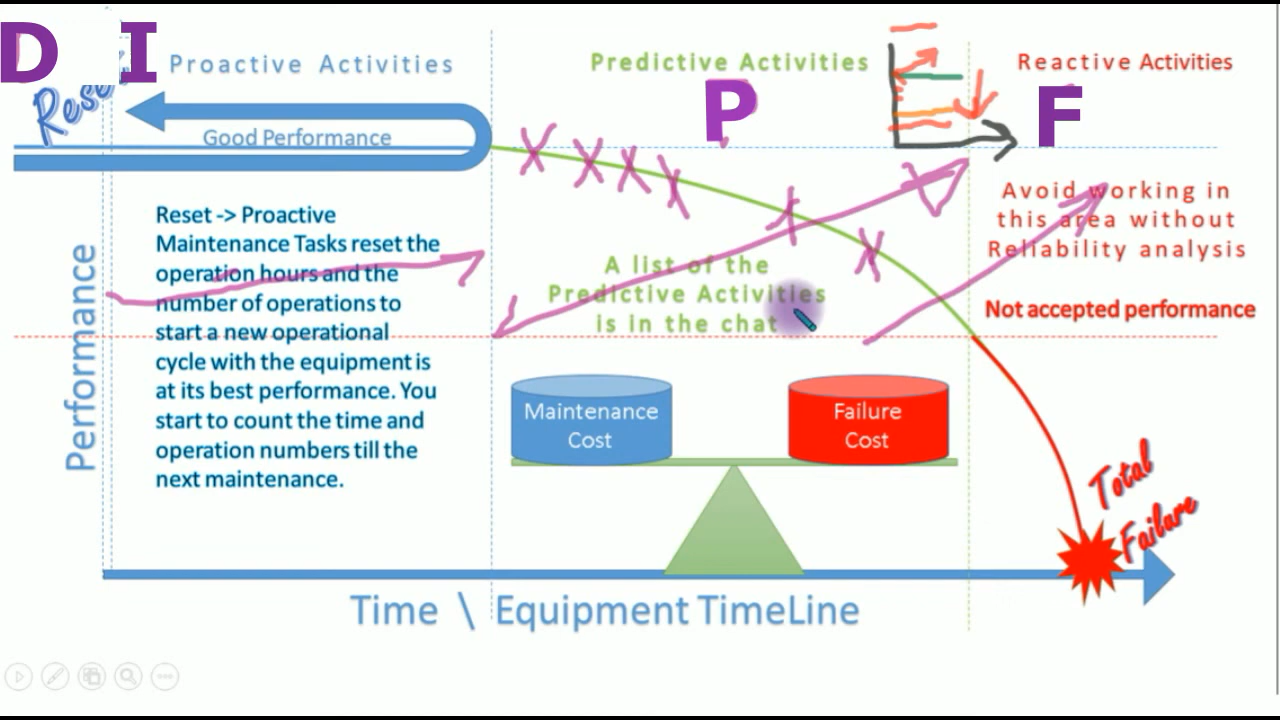 D I
Proactive Activities
Predictive Activities
Reactive Activities
Reset
P
F
Good Performance
Avoid working in
this area without
Reliability analysis
Reset -> Proactive
Maintenance Tasks reset the
operation hours and the
number of operations to
start a new operational
cycle with the equipment is
at its best performance. You
start to count the time and
operation numbers till the
next maintenance.
Performance
A list of the
Predictive Activities
is in the chat
Not accepted performance
Maintenance
Cost
Failure
Cost
Total
Failure
Time \ Equipment TimeLine